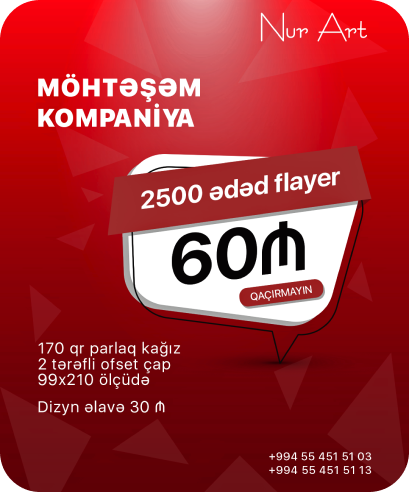 Nur Art
MÖHTƏŞƏM
KOMPANİYA
2500 ədəd flayer
60₼
QAÇIRMAYIN
170 qr parlaq kağız
2 tərəfli ofset çap
99x210 ölçüdə
Dizyn əlavə 30 ₼
+994 55 451 51 03
+994 55 451 51 13